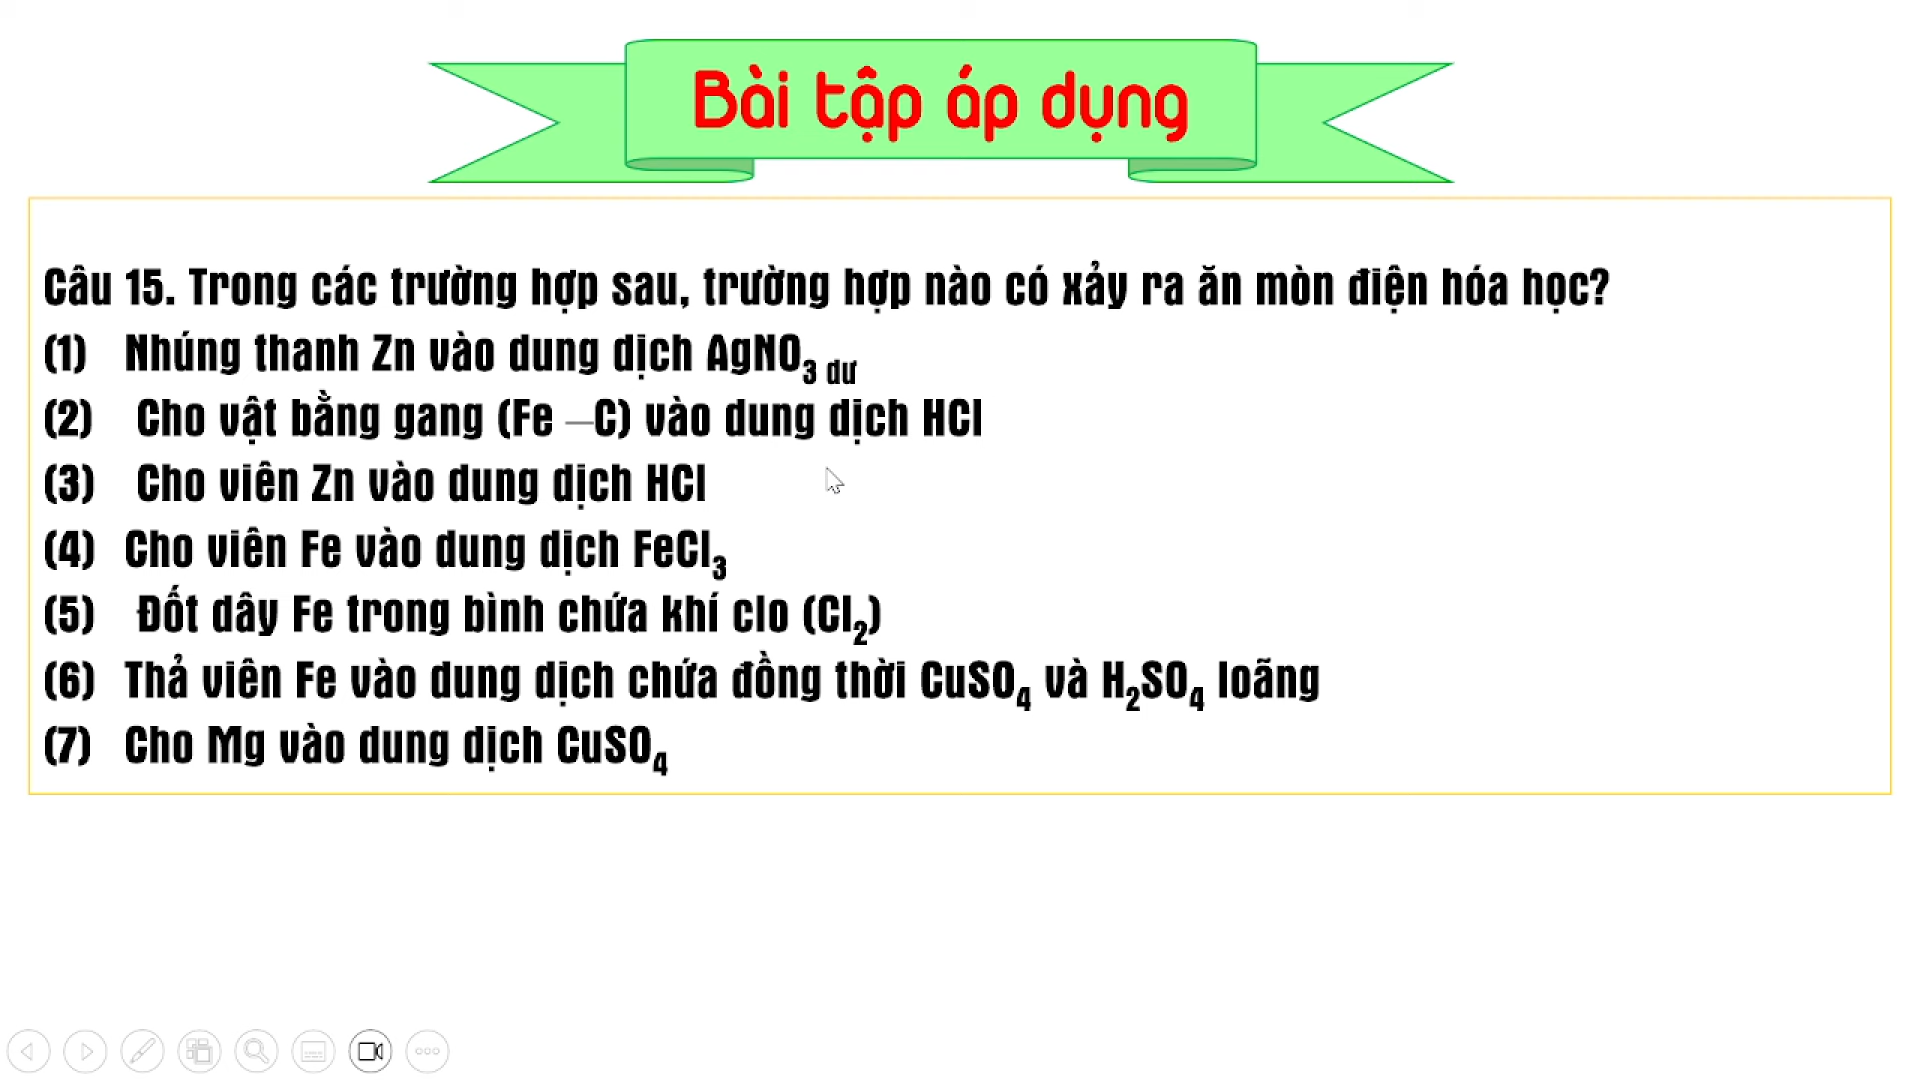 Bài tập áp dụng
Câu 15. Trong các trường hợp sau, trường hợp nào có xảy ra ăn mòn điện hóa học?
(1) Nhúng thanh Zn vào dung dịch AgNO₃ dư
(2) Cho vật bằng gang (Fe –C) vào dung dịch HCl
(3) Cho viên Zn vào dung dịch HCl
(4) Cho viên Fe vào dung dịch FeCl₃
(5) Đốt dây Fe trong bình chứa khí clo (Cl₂)
(6) Thả viên Fe vào dung dịch chứa đồng thời CuSO₄ và H₂SO₄ loãng
(7) Cho Mg vào dung dịch CuSO₄